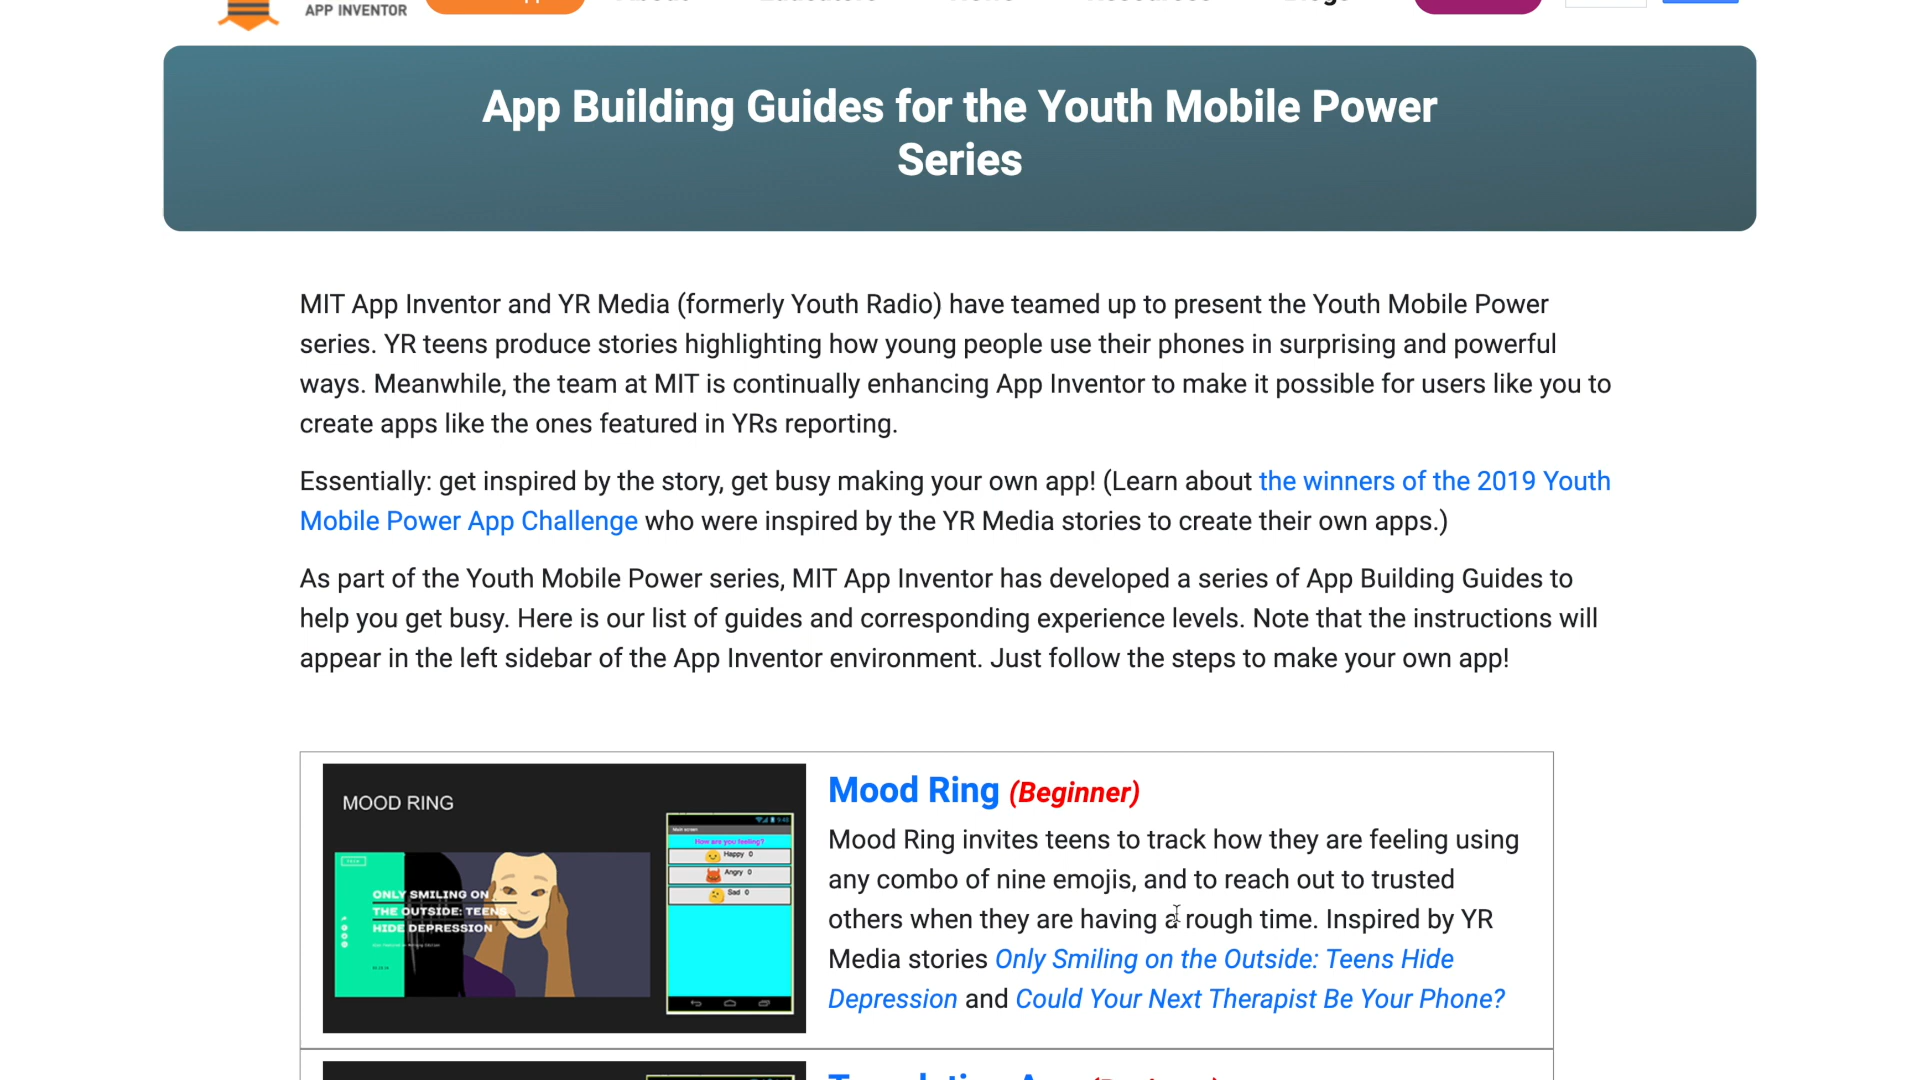 APP INVENTOR
App Building Guides for the Youth Mobile Power
Series
MIT App Inventor and YR Media (formerly Youth Radio) have teamed up to present the Youth Mobile Power
series. YR teens produce stories highlighting how young people use their phones in surprising and powerful
ways. Meanwhile, the team at MIT is continually enhancing App Inventor to make it possible for users like you to
create apps like the ones featured in YRs reporting.
Essentially: get inspired by the story, get busy making your own app! (Learn about the winners of the 2019 Youth
Mobile Power App Challenge who were inspired by the YR Media stories to create their own apps.)
As part of the Youth Mobile Power series, MIT App Inventor has developed a series of App Building Guides to
help you get busy. Here is our list of guides and corresponding experience levels. Note that the instructions will
appear in the left sidebar of the App Inventor environment. Just follow the steps to make your own app!
MOOD RING
ONLY SMILING ON
THE OUTSIDE: TEENS
HIDE DEPRESSION
Main screen
How are you feeling?
Happy 0
Angry 0
Sad 0
Mood Ring (Beginner)
Mood Ring invites teens to track how they are feeling using
any combo of nine emojis, and to reach out to trusted
others when they are having a rough time. Inspired by YR
Media stories Only Smiling on the Outside: Teens Hide
Depression and Could Your Next Therapist Be Your Phone?